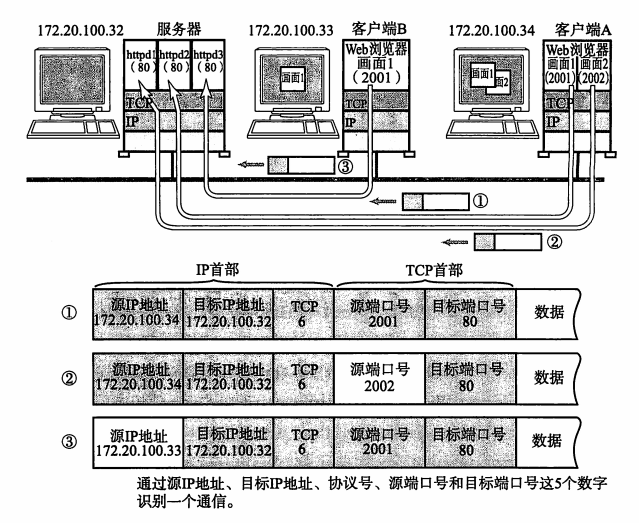 172.20.100.32 服务器 172.20.100.33 客户端B 172.20.100.34 客户端A
httpd1 httpd2 httpd3
(80) (80) (80)
TCP
IP
画面1
Web浏览器
画面1
(2001)
TCP
IP
画面1
画面2
Web浏览器
画面1 画面2
(2001) (2002)
TCP
IP
③
①
②
IP首部 TCP首部
① 源IP地址 目标IP地址 TCP 源端口号 目标端口号 数据
172.20.100.34 172.20.100.32 6 2001 80
② 源IP地址 目标IP地址 TCP 源端口号 目标端口号 数据
172.20.100.34 172.20.100.32 6 2002 80
③ 源IP地址 目标IP地址 TCP 源端口号 目标端口号 数据
172.20.100.33 172.20.100.32 6 2001 80
通过源IP地址、目标IP地址、协议号、源端口号和目标端口号这5个数字
识别一个通信。